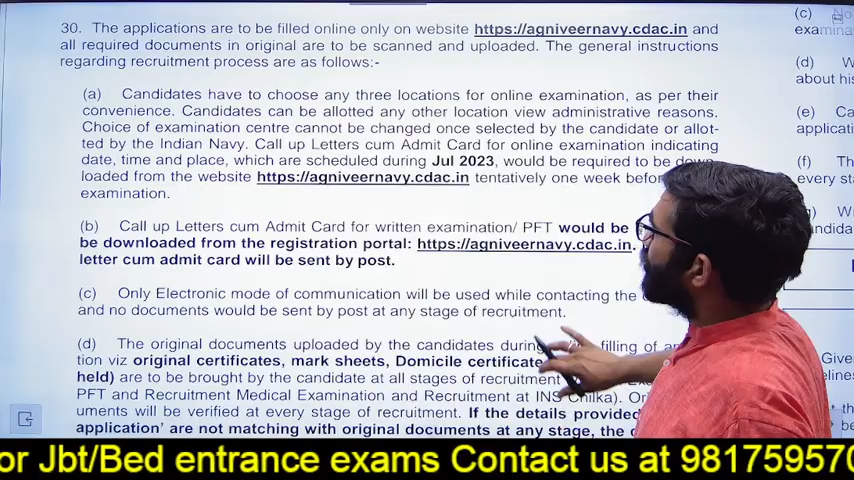 30. The applications are to be filled online only on website https://agniveernavy.cdac.in and
all required documents in original are to be scanned and uploaded. The general instructions
regarding recruitment process are as follows:-
(a) Candidates have to choose any three locations for online examination, as per their
convenience. Candidates can be allotted any other location view administrative reasons.
Choice of examination centre cannot be changed once selected by the candidate or allot-
ted by the Indian Navy. Call up Letters cum Admit Card for online examination indicating
date, time and place, which are scheduled during Jul 2023, would be required to be down-
loaded from the website https://agniveernavy.cdac.in tentatively one week
examination.
(b) Call up Letters cum Admit Card for written examination/ PFT would be
be downloaded from the registration portal: https://agniveernavy.cdac.in.
letter cum admit card will be sent by post.
(c) Only Electronic mode of communication will be used while contacting the
and no documents would be sent by post at any stage of recruitment.
(d) The original documents uploaded by the candidates during filling of
tion viz original certificates, mark sheets, Domicile certificate
held) are to be brought by the candidate at all stages of recruitment
PFT and Recruitment Medical Examination and Recruitment at INS Chilka).
uments will be verified at every stage of recruitment. If the details provided
application' are not matching with original documents at any stage, the
(c) No
(d)
about his
(e)
(f)
every st
or Jbt/Bed entrance exams Contact us at 981759570